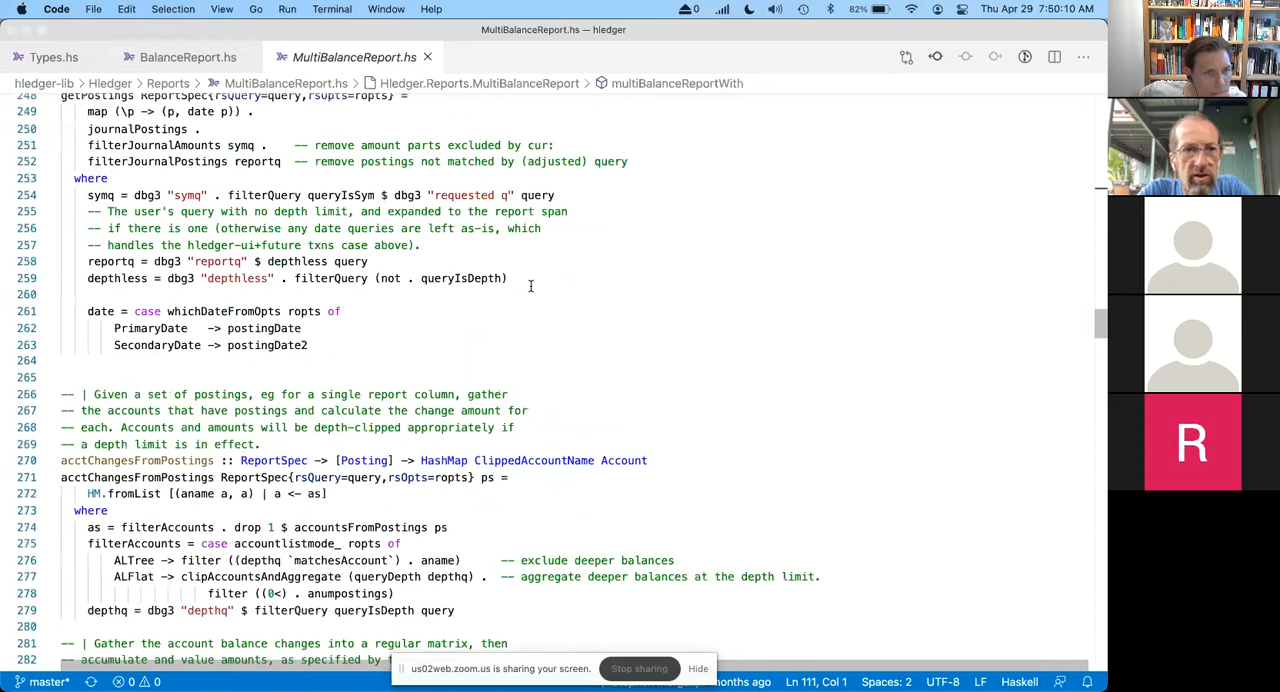 Code File Edit Selection View Go Run Terminal Window Help 0 82% Thu Apr 29 7:50:10 AM
MultiBalanceReport.hs — hledger
Types.hs BalanceReport.hs MultiBalanceReport.hs
hledger-lib > Hledger > Reports > MultiBalanceReport.hs > Hledger.Reports.MultiBalanceReport > multiBalanceReportWith
248 getPostings ReportSpec{rsQuery=query,rsOpts=ropts} =
249 map (\p -> (p, date p)) .
250 journalPostings .
251 filterJournalAmounts symq . -- remove amount parts excluded by cur:
252 filterJournalPostings reportq -- remove postings not matched by (adjusted) query
253 where
254 symq = dbg3 "symq" . filterQuery queryIsSym $ dbg3 "requested q" query
255 -- The user's query with no depth limit, and expanded to the report span
256 -- if there is one (otherwise any date queries are left as-is, which
257 -- handles the hledger-ui+future txns case above).
258 reportq = dbg3 "reportq" $ depthless query
259 depthless = dbg3 "depthless" . filterQuery (not . queryIsDepth)
260
261 date = case whichDateFromOpts ropts of
262 PrimaryDate -> postingDate
263 SecondaryDate -> postingDate2
264
265
266 -- | Given a set of postings, eg for a single report column, gather
267 -- the accounts that have postings and calculate the change amount for
268 -- each. Accounts and amounts will be depth-clipped appropriately if
269 -- a depth limit is in effect.
270 acctChangesFromPostings :: ReportSpec -> [Posting] -> HashMap ClippedAccountName Account
271 acctChangesFromPostings ReportSpec{rsQuery=query,rsOpts=ropts} ps =
272 HM.fromList [(aname a, a) | a <- as]
273 where
274 as = filterAccounts . drop 1 $ accountsFromPostings ps
275 filterAccounts = case accountlistmode_ ropts of
276 ALTree -> filter ((depthq `matchesAccount`) . aname) -- exclude deeper balances
277 ALFlat -> clipAccountsAndAggregate (queryDepth depthq) . -- aggregate deeper balances at the depth limit.
278 filter ((0<) . anumpostings)
279 depthq = dbg3 "depthq" $ filterQuery queryIsDepth query
280
281 -- | Gather the account balance changes into a regular matrix, then
282 -- accumulate and value amounts, as specified by
us02web.zoom.us is sharing your screen. Stop sharing Hide
master* 0 0 months ago Ln 111, Col 1 Spaces: 2 UTF-8 LF Haskell
R